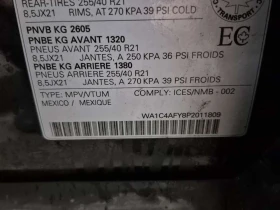 REAR-TIRES 255/40 R21
8,5JX21 RIMS, AT 270 KPA 39 PSI COLD
PNVB KG 2605
PNBE KG AVANT 1320
PNEUS AVANT 255/40 R21
8,5JX21 JANTES, A 250 KPA 36 PSI FROIDS
PNBE KG ARRIERE 1380
PNEUS ARRIERE 255/40 R21
8,5JX21 JANTES, A 270 KPA 39 PSI FROIDS
TYPE: MPV/VTUM COMPLY: ICES/NMB - 002
MEXICO / MEXIQUE
WA1C4AFY8P2011809
TRANSPORT
EC